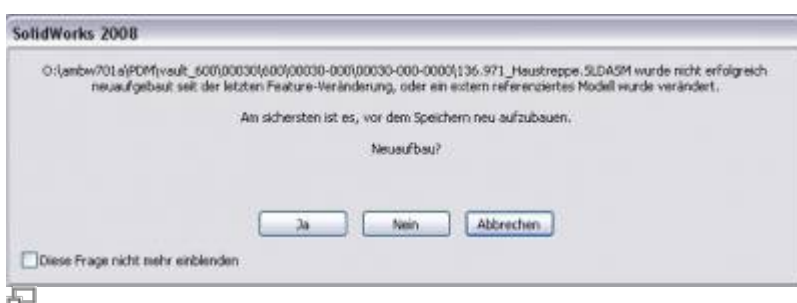 SolidWorks 2008
O:\ambw701a\PDM\vault_600\00030\600\00030-000\00030-000-0000\136.971_Haustreppe.SLDASM wurde nicht erfolgreich
neuaufgebaut seit der letzten Feature-Veränderung, oder ein extern referenziertes Modell wurde verändert.
Am sichersten ist es, vor dem Speichern neu aufzubauen.
Neuaufbau?
Ja Nein Abbrechen
Diese Frage nicht mehr einblenden